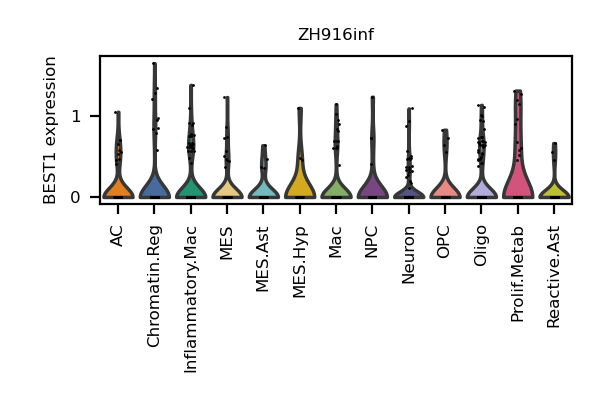 ZH916inf
BEST1 expression
1
0
AC
Chromatin.Reg
Inflammatory.Mac
MES
MES.Ast
MES.Hyp
Mac
NPC
Neuron
OPC
Oligo
Prolif.Metab
Reactive.Ast